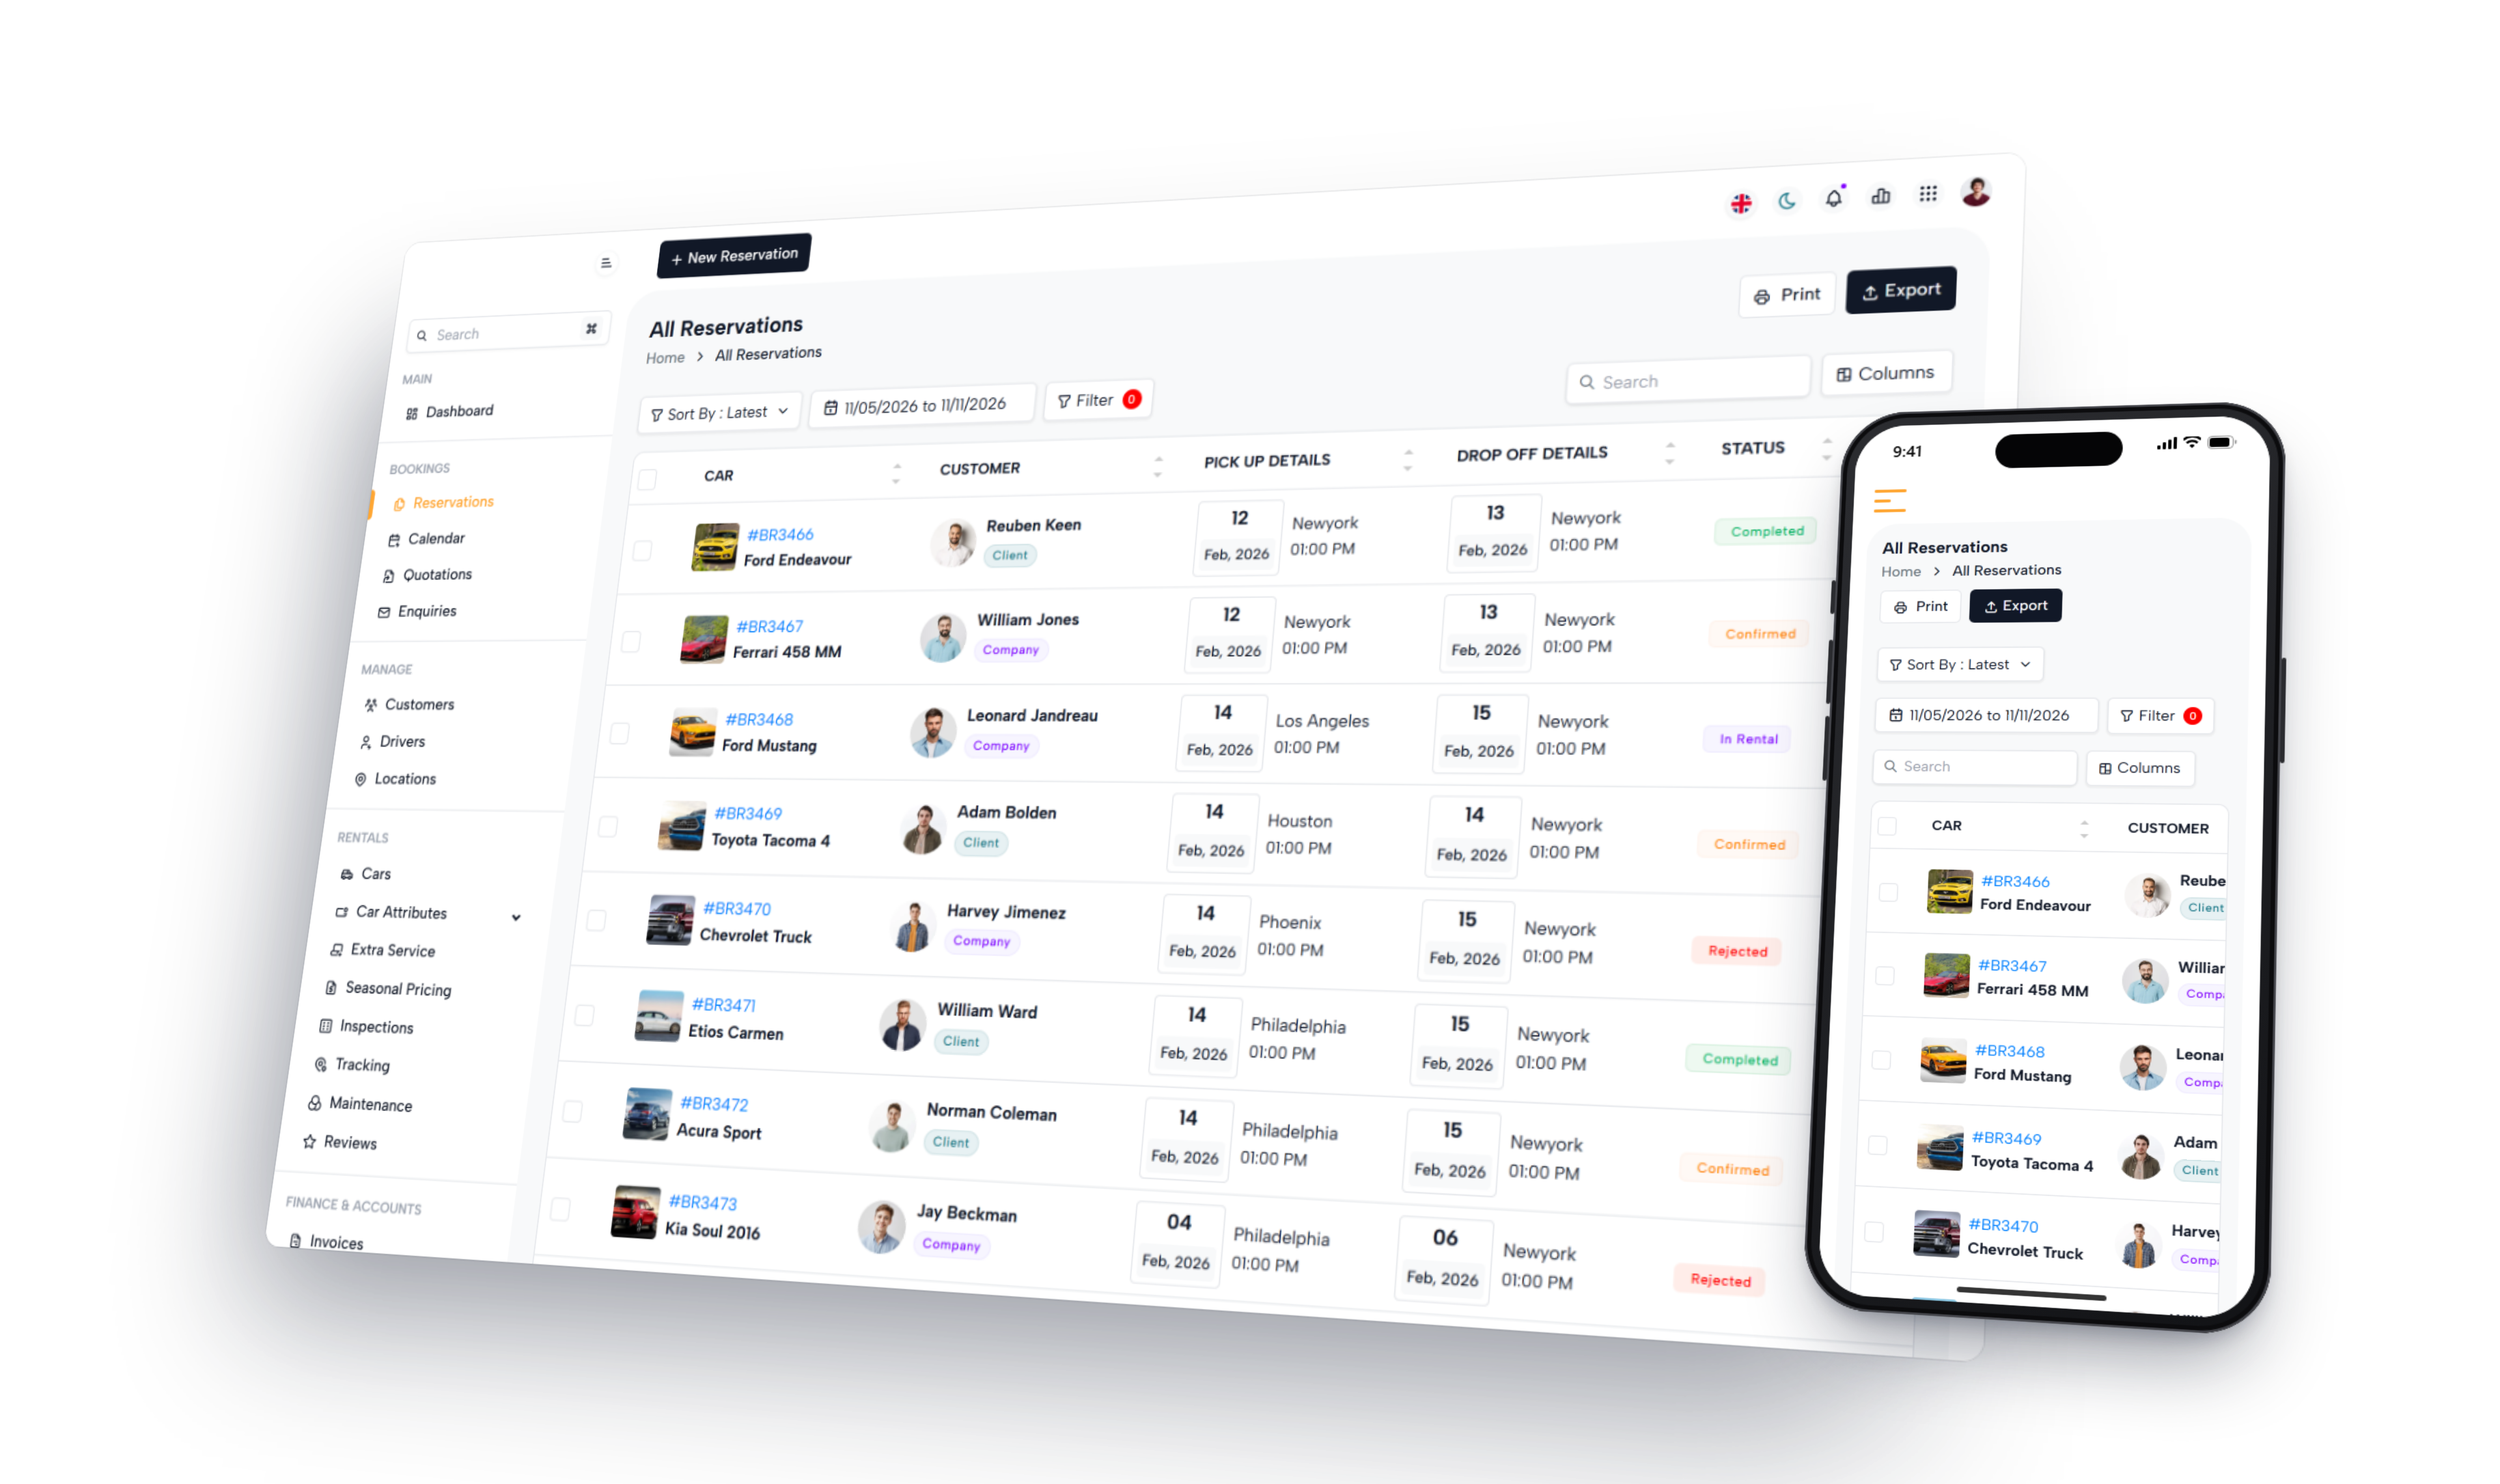 + New Reservation
Search
MAIN
Dashboard
BOOKINGS
Reservations
Calendar
Quotations
Enquiries
MANAGE
Customers
Drivers
Locations
RENTALS
Cars
Car Attributes
Extra Service
Seasonal Pricing
Inspections
Tracking
Maintenance
Reviews
FINANCE & ACCOUNTS
Invoices
All Reservations
Home > All Reservations
Print
Export
Sort By : Latest
11/05/2026 to 11/11/2026
Filter 0
Search
Columns
CAR CUSTOMER PICK UP DETAILS DROP OFF DETAILS STATUS
#BR3466 Reuben Keen 12 Newyork 13 Newyork Completed
Ford Endeavour Client Feb, 2026 01:00 PM Feb, 2026 01:00 PM
#BR3467 William Jones 12 Newyork 13 Newyork Confirmed
Ferrari 458 MM Company Feb, 2026 01:00 PM Feb, 2026 01:00 PM
#BR3468 Leonard Jandreau 14 Los Angeles 15 Newyork In Rental
Ford Mustang Company Feb, 2026 01:00 PM Feb, 2026 01:00 PM
#BR3469 Adam Bolden 14 Houston 14 Newyork Confirmed
Toyota Tacoma 4 Client Feb, 2026 01:00 PM Feb, 2026 01:00 PM
#BR3470 Harvey Jimenez 14 Phoenix 15 Newyork Rejected
Chevrolet Truck Company Feb, 2026 01:00 PM Feb, 2026 01:00 PM
#BR3471 William Ward 14 Philadelphia 15 Newyork Completed
Etios Carmen Client Feb, 2026 01:00 PM Feb, 2026 01:00 PM
#BR3472 Norman Coleman 14 Philadelphia 15 Newyork Confirmed
Acura Sport Client Feb, 2026 01:00 PM Feb, 2026 01:00 PM
#BR3473 Jay Beckman 04 Philadelphia 06 Newyork Rejected
Kia Soul 2016 Company Feb, 2026 01:00 PM Feb, 2026 01:00 PM
9:41
All Reservations
Home > All Reservations
Print Export
Sort By : Latest
11/05/2026 to 11/11/2026 Filter 0
Search Columns
CAR CUSTOMER
#BR3466 Reube
Ford Endeavour Client
#BR3467 Willia
Ferrari 458 MM Comp
#BR3468 Leona
Ford Mustang Comp
#BR3469 Adam
Toyota Tacoma 4 Client
#BR3470 Harvey
Chevrolet Truck Comp